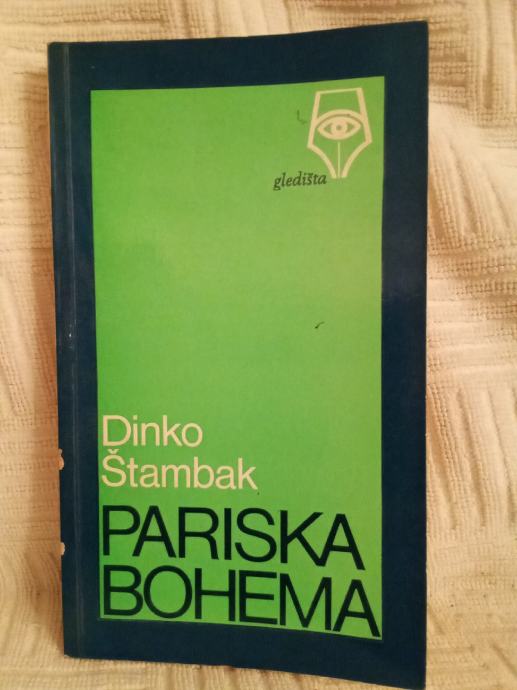 gledišta
Dinko
Štambak
PARISKA
BOHEMA